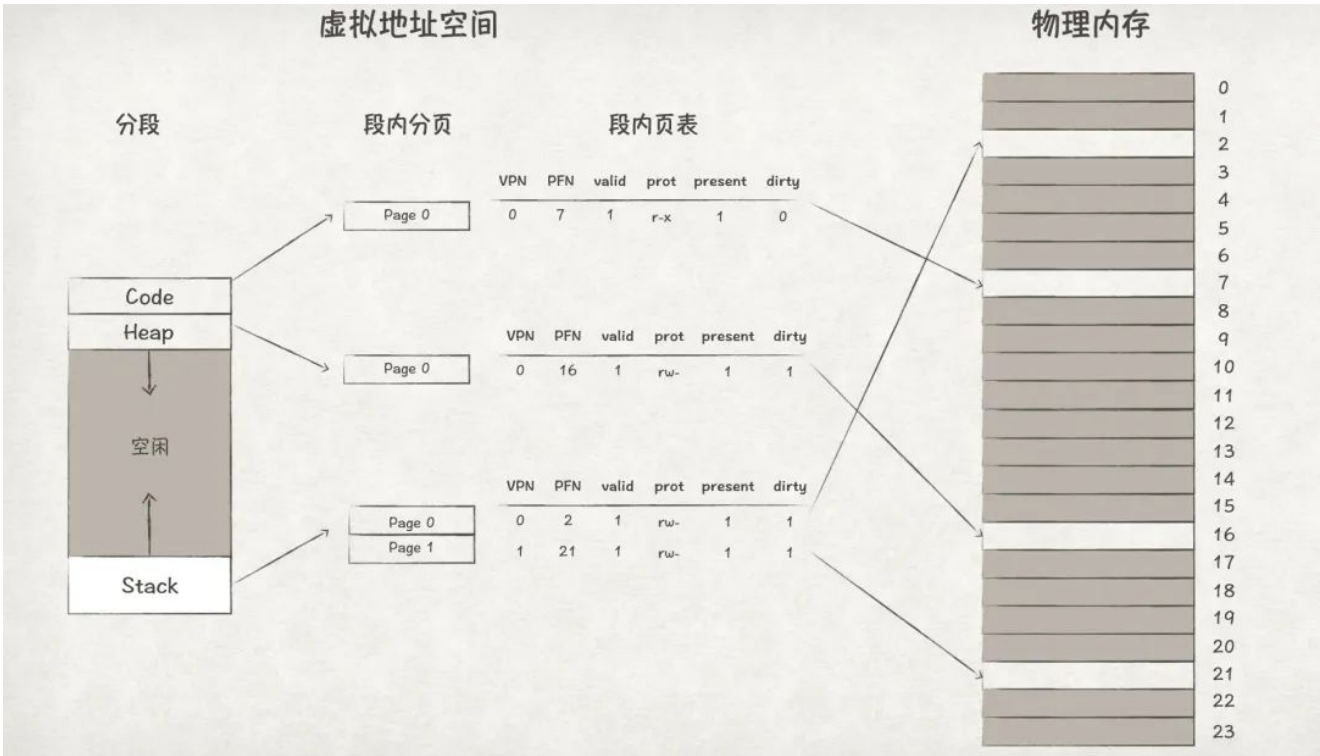 虚拟地址空间
物理内存
分段
段内分页
段内页表
VPN PFN valid prot present dirty
Page 0
0 7 1 r-x 1 0
Code
Heap
空闲
Stack
VPN PFN valid prot present dirty
Page 0
0 16 1 rw- 1 1
VPN PFN valid prot present dirty
Page 0
0 2 1 rw- 1 1
Page 1
1 21 1 rw- 1 1
0
1
2
3
4
5
6
7
8
9
10
11
12
13
14
15
16
17
18
19
20
21
22
23